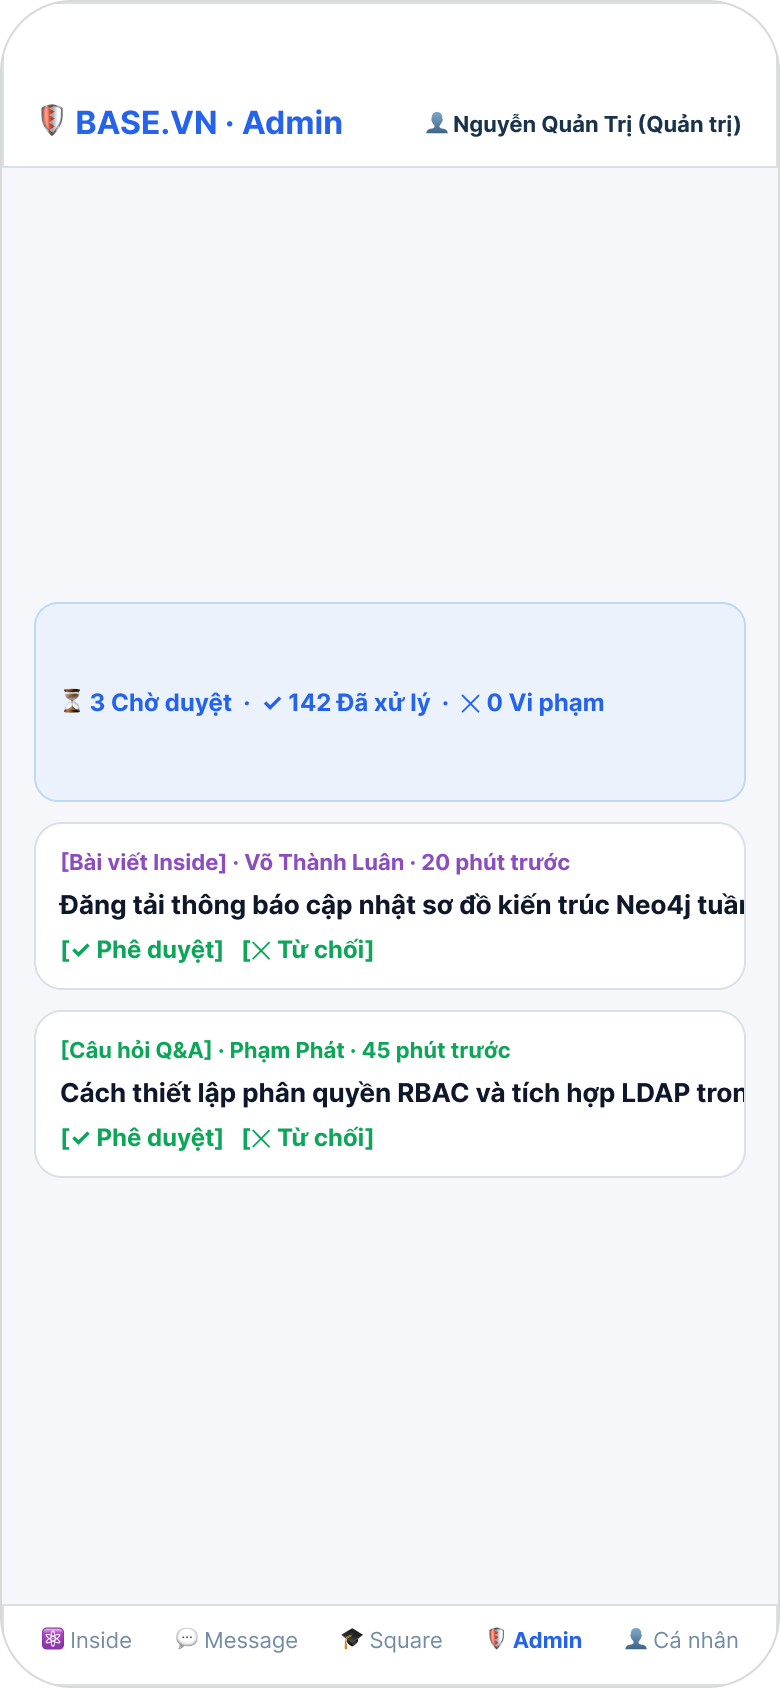 BASE.VN · Admin
Nguyễn Quản Trị (Quản trị)
3 Chờ duyệt · ✓ 142 Đã xử lý · ✕ 0 Vi phạm
[Bài viết Inside] · Võ Thành Luân · 20 phút trước
Đăng tải thông báo cập nhật sơ đồ kiến trúc Neo4j tuần
[✓ Phê duyệt] [✕ Từ chối]
[Câu hỏi Q&A] · Phạm Phát · 45 phút trước
Cách thiết lập phân quyền RBAC và tích hợp LDAP tron
[✓ Phê duyệt] [✕ Từ chối]
Inside
Message
Square
Admin
Cá nhân